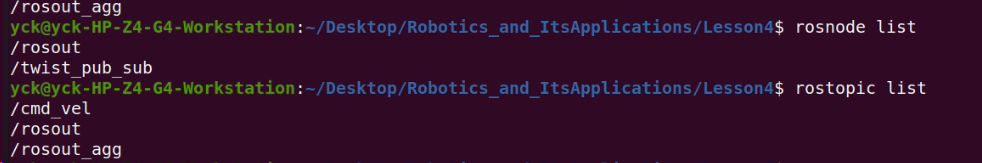 /rosout_agg
yck@yck-HP-Z4-G4-Workstation:~/Desktop/Robotics_and_ItsApplications/Lesson4$ rosnode list
/rosout
/twist_pub_sub
yck@yck-HP-Z4-G4-Workstation:~/Desktop/Robotics_and_ItsApplications/Lesson4$ rostopic list
/cmd_vel
/rosout
/rosout_agg